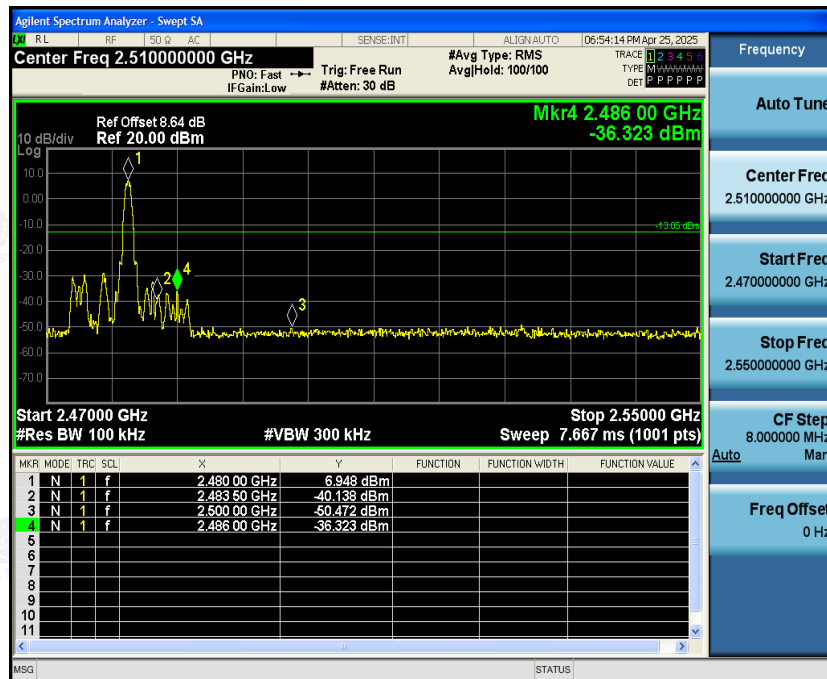 Agilent Spectrum Analyzer - Swept SA
LXI RL RF 50 Ω AC SENSE:INT ALIGNAUTO 06:54:14 PM Apr 25, 2025
Center Freq 2.510000000 GHz
PNO: Fast
IFGain:Low
Trig: Free Run
#Atten: 30 dB
#Avg Type: RMS
Avg|Hold: 100/100
TRACE 1 2 3 4 5 6
TYPE M
DET P P P P P P
Mkr4 2.486 00 GHz
-36.323 dBm
Ref Offset 8.64 dB
10 dB/div Ref 20.00 dBm
Log
10.0
0.00
-10.0
-20.0
-30.0
-40.0
-50.0
-60.0
-70.0
1
2
4
3
-13.05 dBm
Start 2.47000 GHz Stop 2.55000 GHz
#Res BW 100 kHz #VBW 300 kHz Sweep 7.667 ms (1001 pts)
MKR MODE TRC SCL X Y FUNCTION FUNCTION WIDTH FUNCTION VALUE
1 N 1 f 2.480 00 GHz 6.948 dBm
2 N 1 f 2.483 50 GHz -40.138 dBm
3 N 1 f 2.500 00 GHz -50.472 dBm
4 N 1 f 2.486 00 GHz -36.323 dBm
5
6
7
8
9
10
11
MSG STATUS
Frequency
Auto Tune
Center Freq
2.510000000 GHz
Start Freq
2.470000000 GHz
Stop Freq
2.550000000 GHz
CF Step
8.000000 MHz
Auto Man
Freq Offset
0 Hz